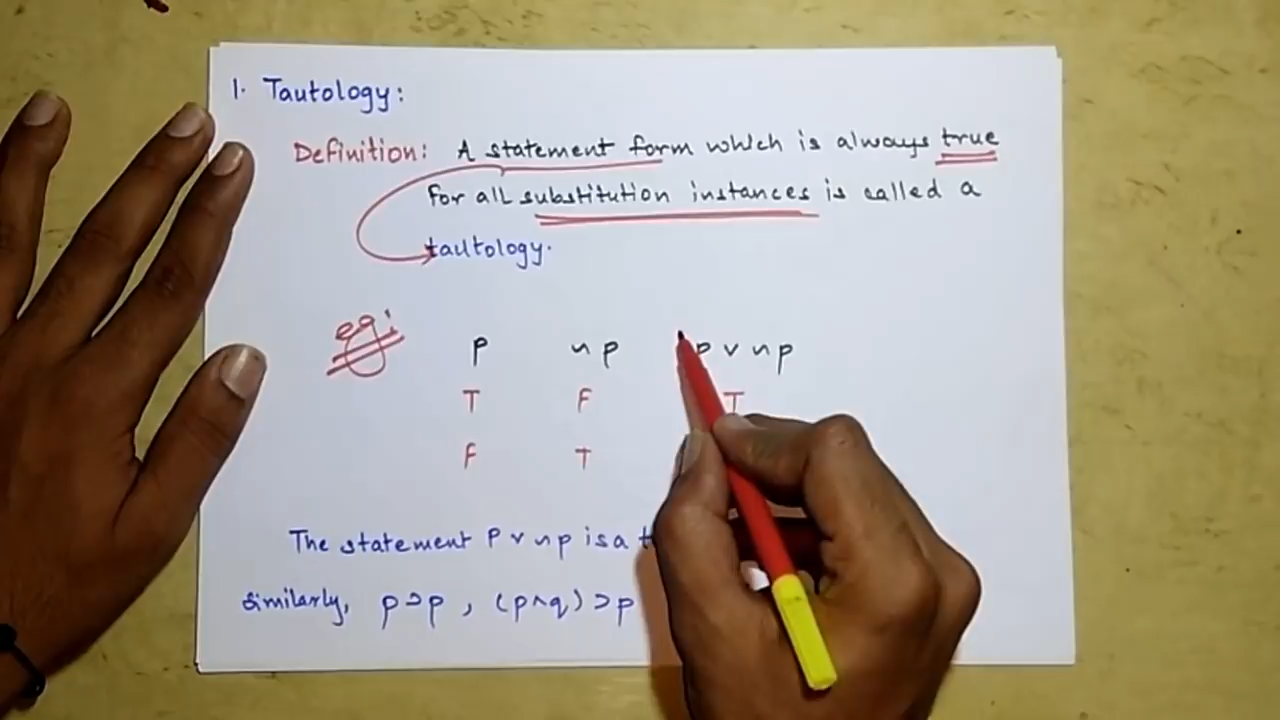 1. Tautology:
Definition: A statement form which is always true
for all substitution instances is called a
tautology.
eg:
p ~p p v ~p
T F T
F T
The statement P v ~p is a
similarly, p ⊃ p, (p ^ q) ⊃ p